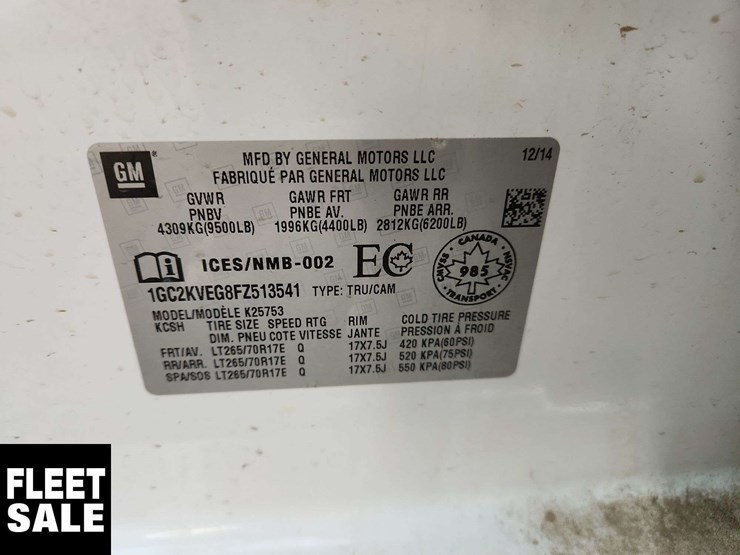 GM ®
MFD BY GENERAL MOTORS LLC 12/14
FABRIQUÉ PAR GENERAL MOTORS LLC
GVWR GAWR FRT GAWR RR
PNBV PNBE AV. PNBE ARR.
4309KG(9500LB) 1996KG(4400LB) 2812KG(6200LB)
ICES/NMB-002 EC
CANADA
CMVSS 985 NSVAC
TRANSPORT
1GC2KVEG8FZ513541 TYPE: TRU/CAM
MODEL/MODÈLE K25753
KCSH TIRE SIZE SPEED RTG RIM COLD TIRE PRESSURE
DIM. PNEU COTE VITESSE JANTE PRESSION À FROID
FRT/AV. LT265/70R17E Q 17X7.5J 420 KPA(60PSI)
RR/ARR. LT265/70R17E Q 17X7.5J 520 KPA(75PSI)
SPA/SOS LT265/70R17E Q 17X7.5J 550 KPA(80PSI)
FLEET
SALE